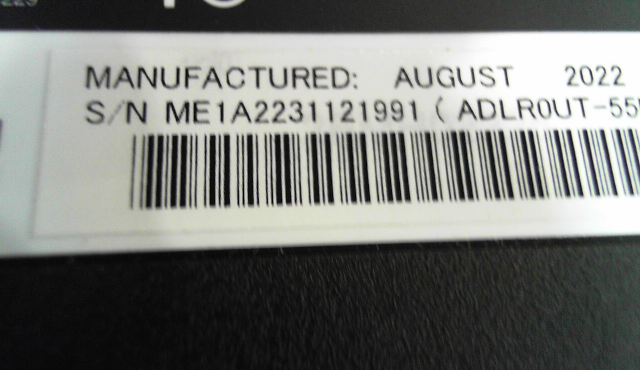 MANUFACTURED: AUGUST 2022
S/N ME1A2231121991 ( ADLR0UT-55